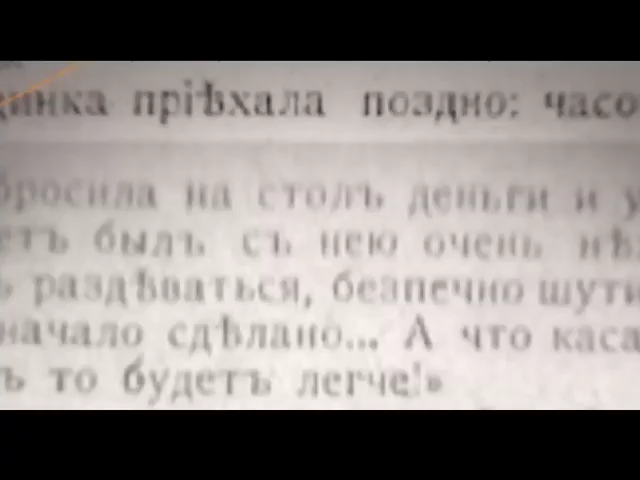 динка пріѣхала поздно: часо
бросила на столъ деньги и у
етъ былъ съ нею очень нѣ
ъ раздѣваться, безпечно шути
начало сдѣлано... А что каса
ъ то будетъ легче!»